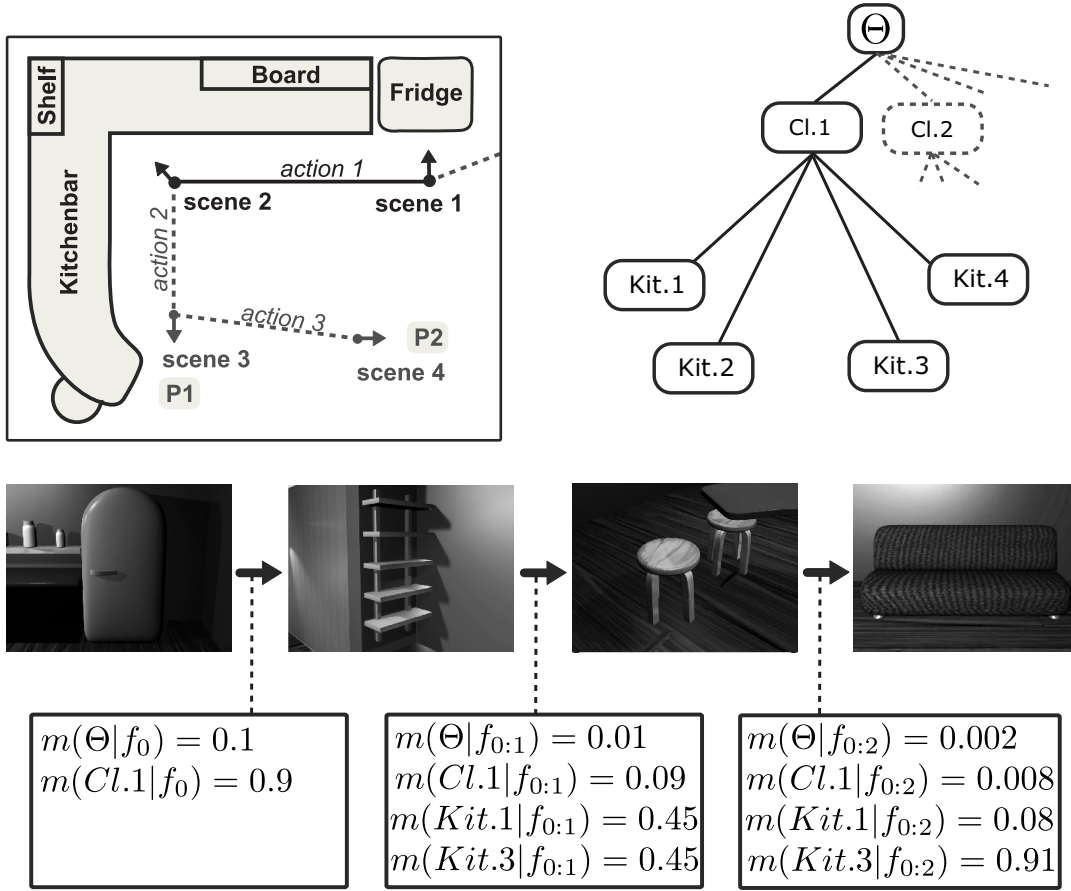 Shelf
Board
Fridge
Kitchenbar
action 1
scene 2
scene 1
action 2
action 3
scene 3
P1
P2
scene 4
Θ
Cl.1
Cl.2
Kit.1
Kit.4
Kit.2
Kit.3
m(Θ|f₀) = 0.1
m(Cl.1|f₀) = 0.9
m(Θ|f₀:₁) = 0.01
m(Cl.1|f₀:₁) = 0.09
m(Kit.1|f₀:₁) = 0.45
m(Kit.3|f₀:₁) = 0.45
m(Θ|f₀:₂) = 0.002
m(Cl.1|f₀:₂) = 0.008
m(Kit.1|f₀:₂) = 0.08
m(Kit.3|f₀:₂) = 0.91